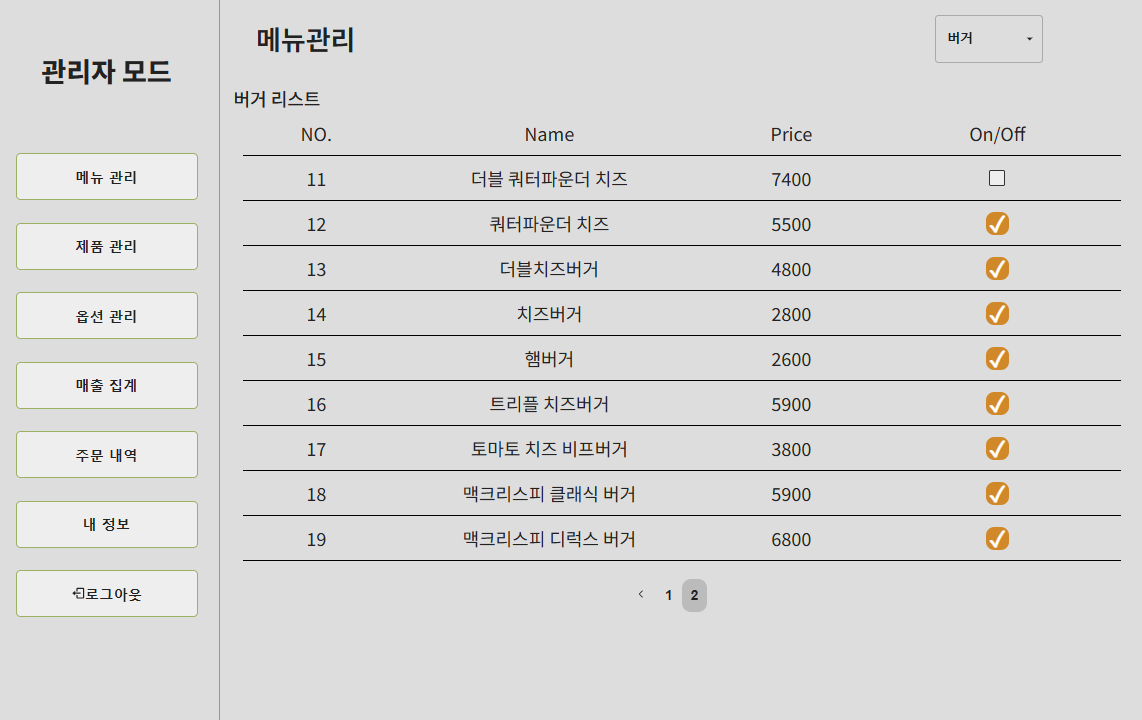 관리자 모드
메뉴 관리
제품 관리
옵션 관리
매출 집계
주문 내역
내 정보
로그아웃
메뉴관리
버거
버거 리스트
NO. Name Price On/Off
11 더블 쿼터파운더 치즈 7400
12 쿼터파운더 치즈 5500
13 더블치즈버거 4800
14 치즈버거 2800
15 햄버거 2600
16 트리플 치즈버거 5900
17 토마토 치즈 비프버거 3800
18 맥크리스피 클래식 버거 5900
19 맥크리스피 디럭스 버거 6800
1 2